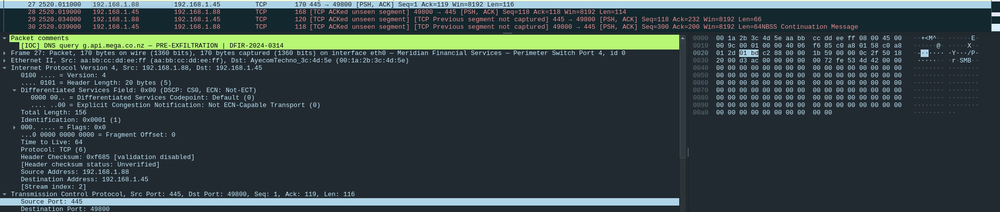 27 2520.011000 192.168.1.88 192.168.1.45 TCP 170 445 → 49800 [PSH, ACK] Seq=1 Ack=119 Win=8192 Len=116
28 2520.019000 192.168.1.45 192.168.1.88 TCP 168 [TCP ACKed unseen segment] 49800 → 445 [PSH, ACK] Seq=118 Ack=118 Win=8192 Len=114
29 2520.034000 192.168.1.88 192.168.1.45 TCP 120 [TCP ACKed unseen segment] [TCP Previous segment not captured] 445 → 49800 [PSH, ACK] Seq=118 Ack=232 Win=8192 Len=66
30 2520.039000 192.168.1.45 192.168.1.88 TCP 118 [TCP ACKed unseen segment] [TCP Previous segment not captured] 49800 → 445 [PSH, ACK] Seq=300 Ack=200 Win=8192 Len=64NBSS Continuation Message
Packet comments
[IOC] DNS query g.api.mega.co.nz — PRE-EXFILTRATION | DFIR-2024-0314
Frame 27: Packet, 170 bytes on wire (1360 bits), 170 bytes captured (1360 bits) on interface eth0 — Meridian Financial Services — Perimeter Switch Port 4, id 0
Ethernet II, Src: aa:bb:cc:dd:ee:ff (aa:bb:cc:dd:ee:ff), Dst: AyecomTechno_3c:4d:5e (00:1a:2b:3c:4d:5e)
Internet Protocol Version 4, Src: 192.168.1.88, Dst: 192.168.1.45
0100 .... = Version: 4
.... 0101 = Header Length: 20 bytes (5)
Differentiated Services Field: 0x00 (DSCP: CS0, ECN: Not-ECT)
0000 00.. = Differentiated Services Codepoint: Default (0)
.... ..00 = Explicit Congestion Notification: Not ECN-Capable Transport (0)
Total Length: 156
Identification: 0x0001 (1)
000. .... = Flags: 0x0
...0 0000 0000 0000 = Fragment Offset: 0
Time to Live: 64
Protocol: TCP (6)
Header Checksum: 0xf685 [validation disabled]
[Header checksum status: Unverified]
Source Address: 192.168.1.88
Destination Address: 192.168.1.45
[Stream index: 2]
Transmission Control Protocol, Src Port: 445, Dst Port: 49800, Seq: 1, Ack: 119, Len: 116
Source Port: 445
Destination Port: 49800
0000 00 1a 2b 3c 4d 5e aa bb cc dd ee ff 08 00 45 00 ··+<M^·· ······E·
0010 00 9c 00 01 00 00 40 06 f6 85 c0 a8 01 58 c0 a8 ······@· ·····X··
0020 01 2d 01 bd c2 88 00 00 1b 59 00 00 0c 2f 50 18 ·-······ ·Y···/P·
0030 20 00 d3 ac 00 00 00 00 00 72 fe 53 4d 42 00 00  ······· ·r·SMB··
0040 00 00 00 00 00 00 00 00 00 00 00 00 00 00 00 00 ········ ········
0050 00 00 00 00 00 00 00 00 00 00 00 00 00 00 00 00 ········ ········
0060 00 00 00 00 00 00 00 00 00 00 00 00 00 00 00 00 ········ ········
0070 00 00 00 00 00 00 00 00 00 00 00 00 00 00 00 00 ········ ········
0080 00 00 00 00 00 00 00 00 00 00 00 00 00 00 00 00 ········ ········
0090 00 00 00 00 00 00 00 00 00 00 00 00 00 00 00 00 ········ ········
00a0 00 00 00 00 00 00 00 00 00 00 ········ ··